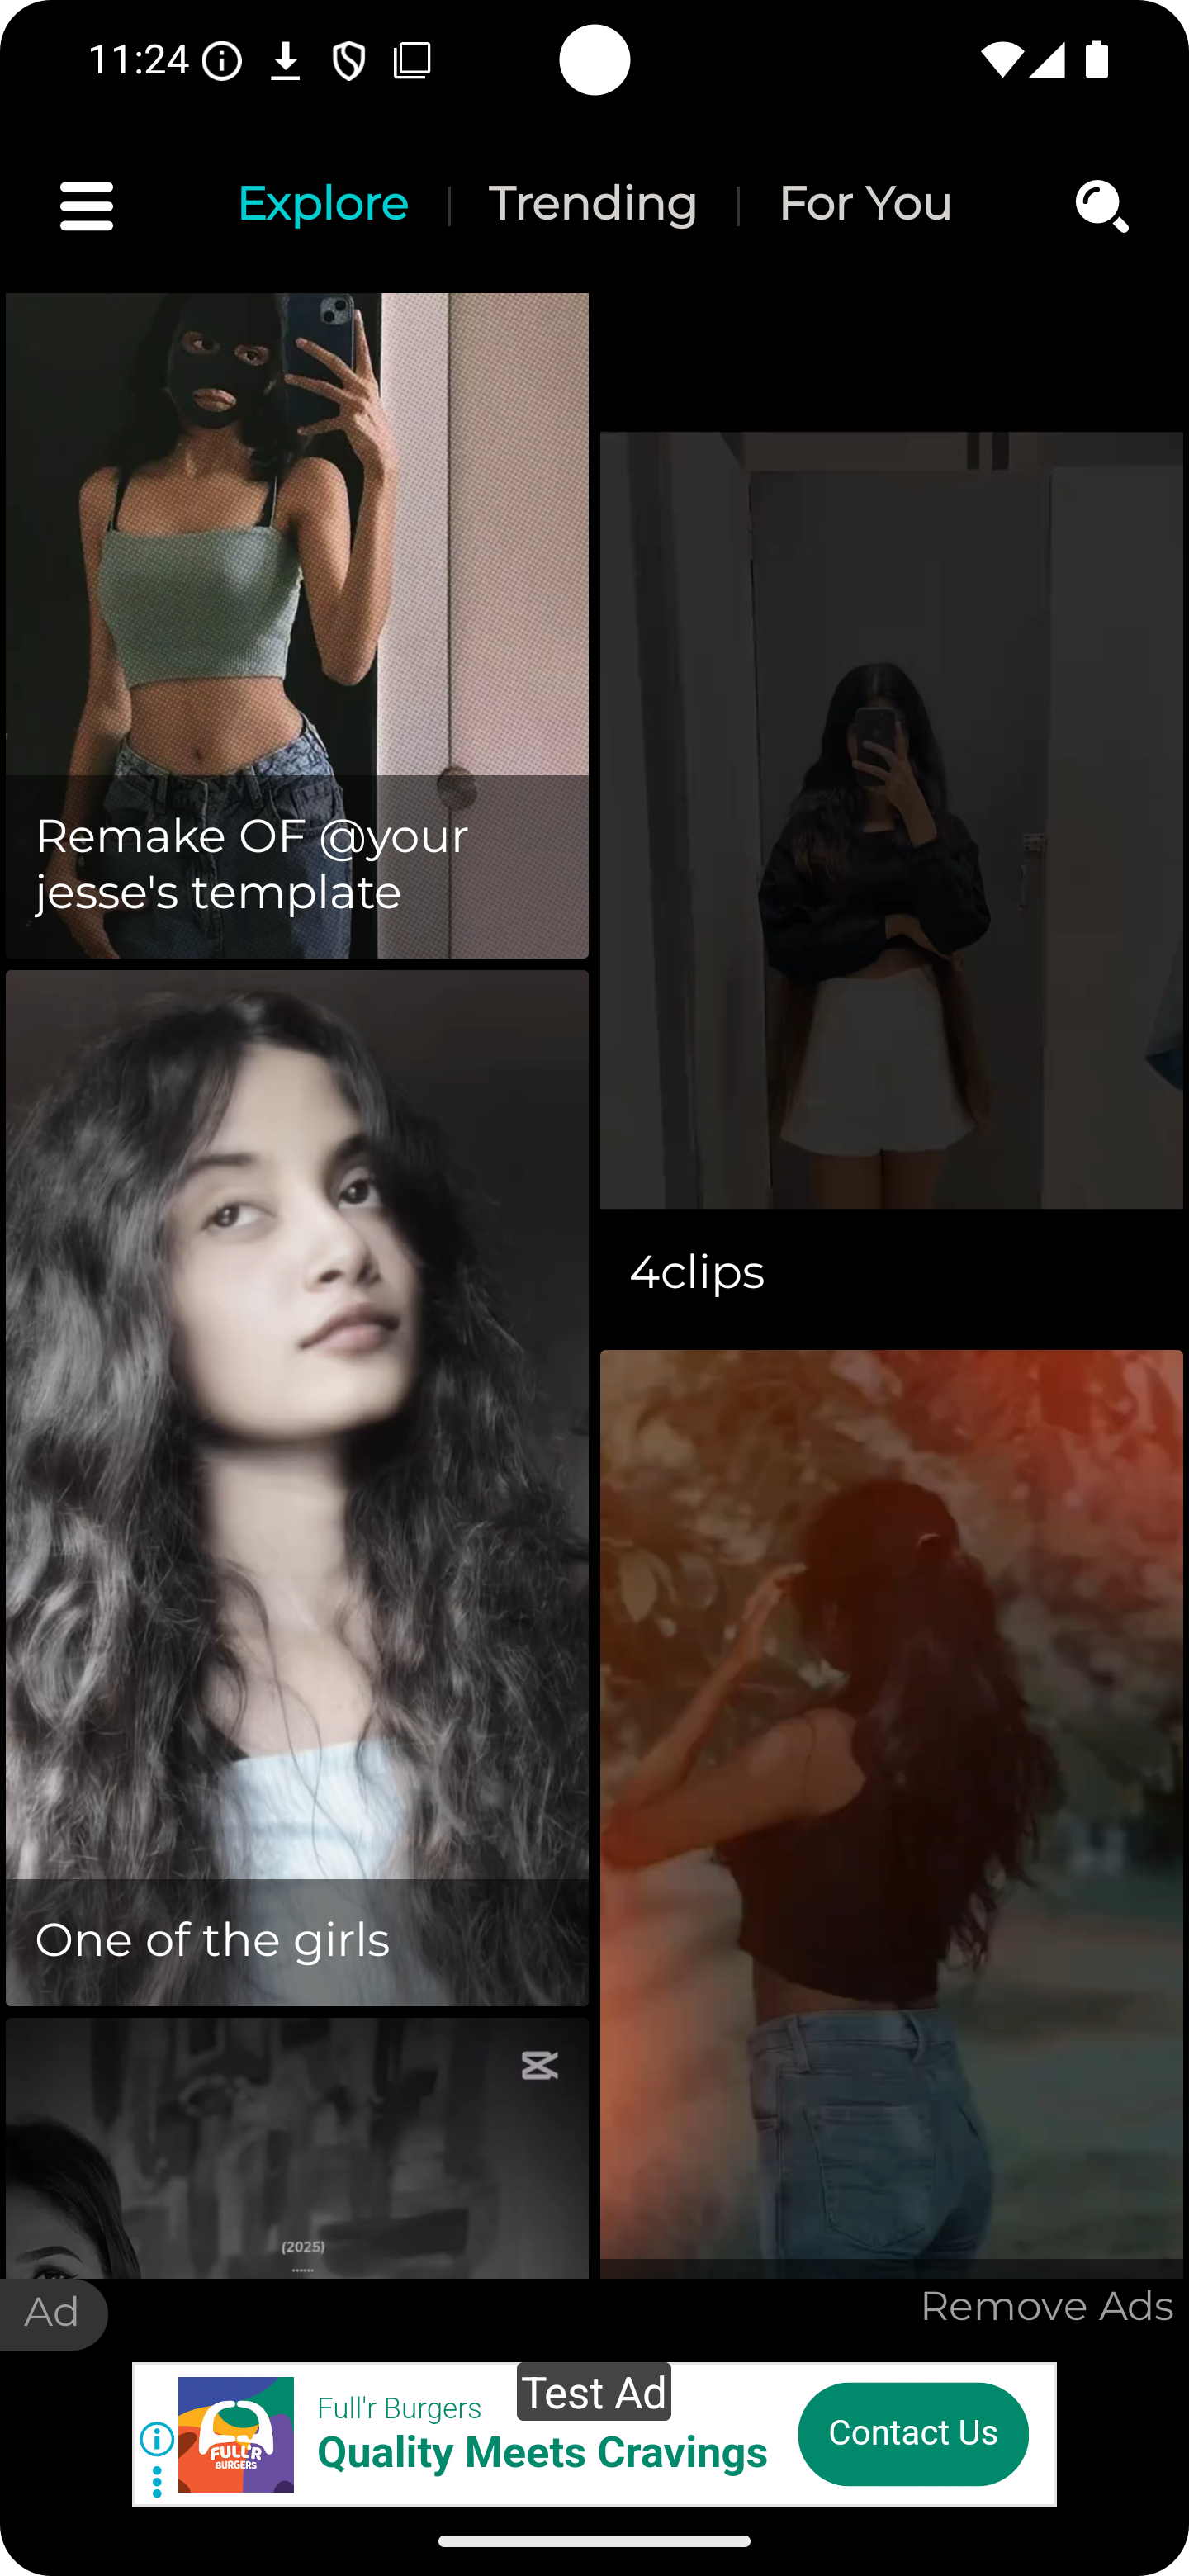 11:24
Explore
Trending
For You
Remake OF @your
jesse's template
4clips
One of the girls
(2025)
Ad
Remove Ads
Test Ad
Full'r Burgers
Quality Meets Cravings
FULL'R
BURGERS
Contact Us